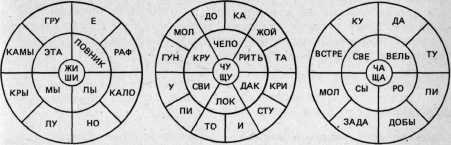 ГРУ Е
КАМЫ ЭТА ПОВНИК РАФ
ЖИ
ШИ
КРЫ МЫ ЛЫ КАЛО
ЛУ НО
ДО КА
МОЛ ЧЕЛО ЖОЙ
ГУН КРУ РИТЬ ТА
ЧУ
ЩУ
У СВИ ДАК КРИ
ПИ ЛОК СТУ
ТО И
КУ ДА
ВСТРЕ СВЕ ВЕЛЬ ТУ
ЧА
ЩА
МОЛ СЫ РО ПИ
ЗАДА ДОБЫ